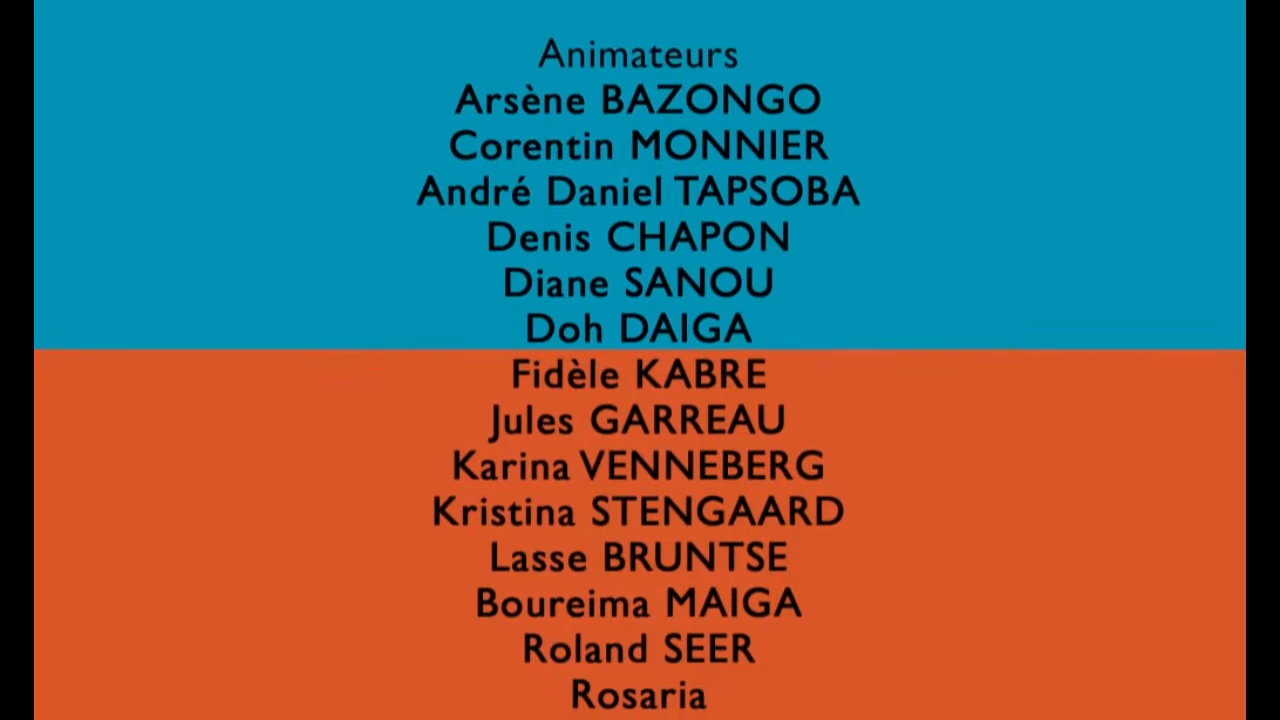 Animateurs
Arsène BAZONGO
Corentin MONNIER
André Daniel TAPSOBA
Denis CHAPON
Diane SANOU
Doh DAIGA
Fidèle KABRE
Jules GARREAU
Karina VENNEBERG
Kristina STENGAARD
Lasse BRUNTSE
Boureima MAIGA
Roland SEER
Rosaria